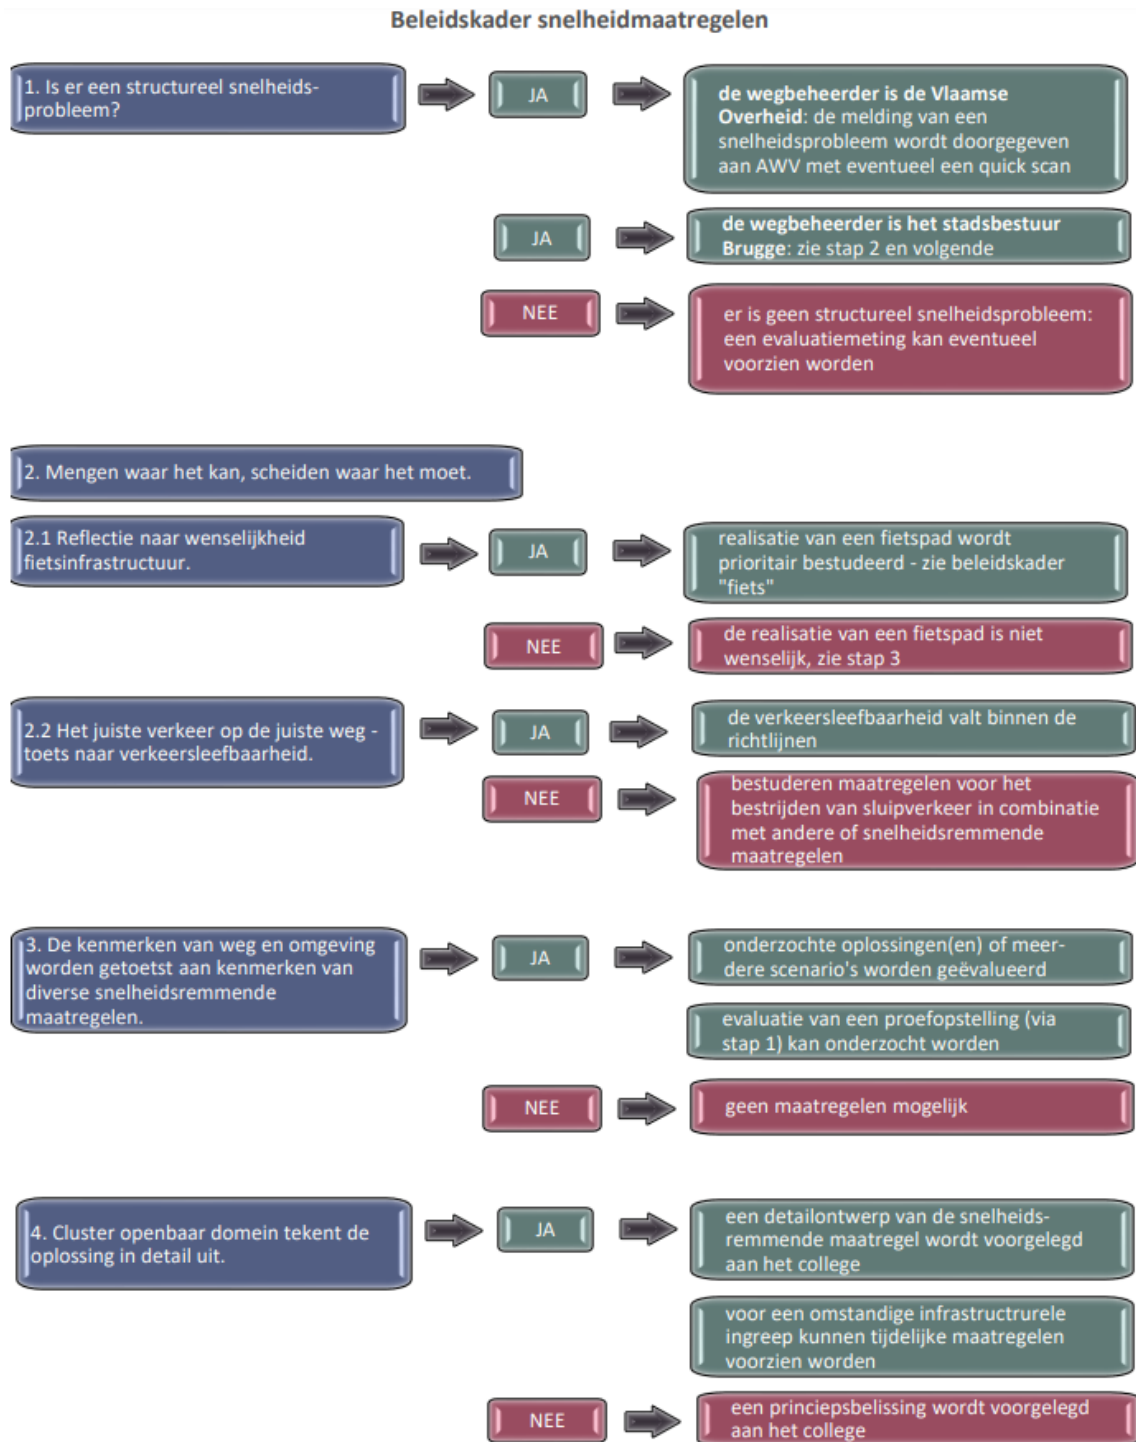 Beleidskader snelheidmaatregelen
1. Is er een structureel snelheids-
probleem?
JA
de wegbeheerder is de Vlaamse
Overheid: de melding van een
snelheidsprobleem wordt doorgegeven
aan AWV met eventueel een quick scan
JA
de wegbeheerder is het stadsbestuur
Brugge: zie stap 2 en volgende
NEE
er is geen structureel snelheidsprobleem:
een evaluatiemeting kan eventueel
voorzien worden
2. Mengen waar het kan, scheiden waar het moet.
2.1 Reflectie naar wenselijkheid
fietsinfrastructuur.
JA
realisatie van een fietspad wordt
prioritair bestudeerd - zie beleidskader
"fiets"
NEE
de realisatie van een fietspad is niet
wenselijk, zie stap 3
2.2 Het juiste verkeer op de juiste weg -
toets naar verkeersleefbaarheid.
JA
de verkeersleefbaarheid valt binnen de
richtlijnen
NEE
bestuderen maatregelen voor het
bestrijden van sluipverkeer in combinatie
met andere of snelheidsremmende
maatregelen
3. De kenmerken van weg en omgeving
worden getoetst aan kenmerken van
diverse snelheidsremmende
maatregelen.
JA
onderzochte oplossingen(en) of meer-
dere scenario's worden geëvalueerd
evaluatie van een proefopstelling (via
stap 1) kan onderzocht worden
NEE
geen maatregelen mogelijk
4. Cluster openbaar domein tekent de
oplossing in detail uit.
JA
een detailontwerp van de snelheids-
remmende maatregel wordt voorgelegd
aan het college
voor een omstandige infrastructrurele
ingreep kunnen tijdelijke maatregelen
voorzien worden
NEE
een princiepsbelissing wordt voorgelegd
aan het college